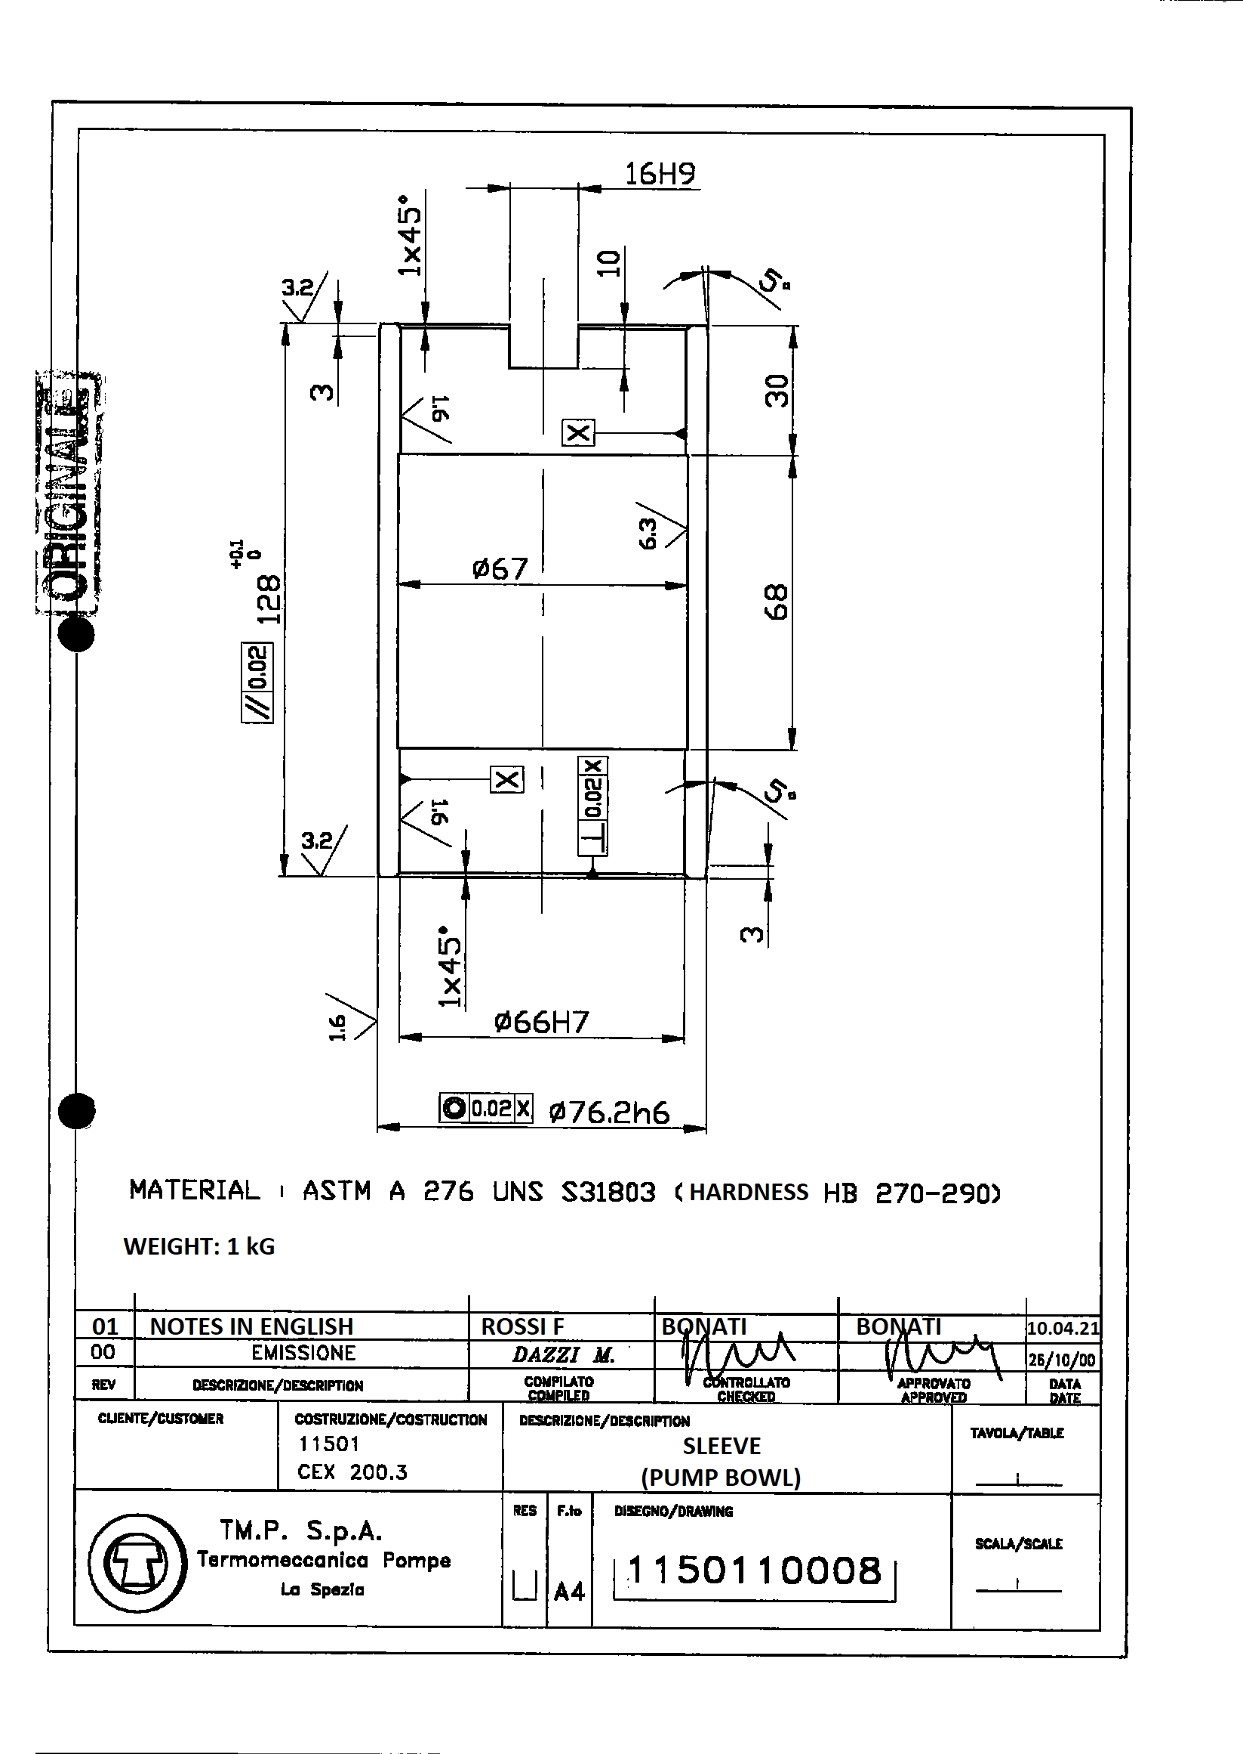 16H9
1x45°
10
5°
3.2
3
30
1.6
X
ORIGINALE
6.3
+0.1
0
128
Ø67
68
// 0.02
X
⊥ 0.02 X
1.6
5°
3.2
3
1x45°
1.6
Ø66H7
◎ 0.02 X Ø76.2h6
MATERIAL : ASTM A 276 UNS S31803 (HARDNESS HB 270-290)
WEIGHT: 1 kG
01 NOTES IN ENGLISH ROSSI F BONATI BONATI 10.04.21
00 EMISSIONE DAZZI M. 26/10/00
REV DESCRIZIONE/DESCRIPTION COMPILATO CONTROLLATO APPROVATO DATA
COMPILED CHECKED APPROVED DATE
CLIENTE/CUSTOMER
COSTRUZIONE/COSTRUCTION
11501
CEX 200.3
DESCRIZIONE/DESCRIPTION
SLEEVE
(PUMP BOWL)
TAVOLA/TABLE
TM.P. S.p.A.
Termomeccanica Pompe
La Spezia
RES
F.to
A4
DISEGNO/DRAWING
1150110008
SCALA/SCALE